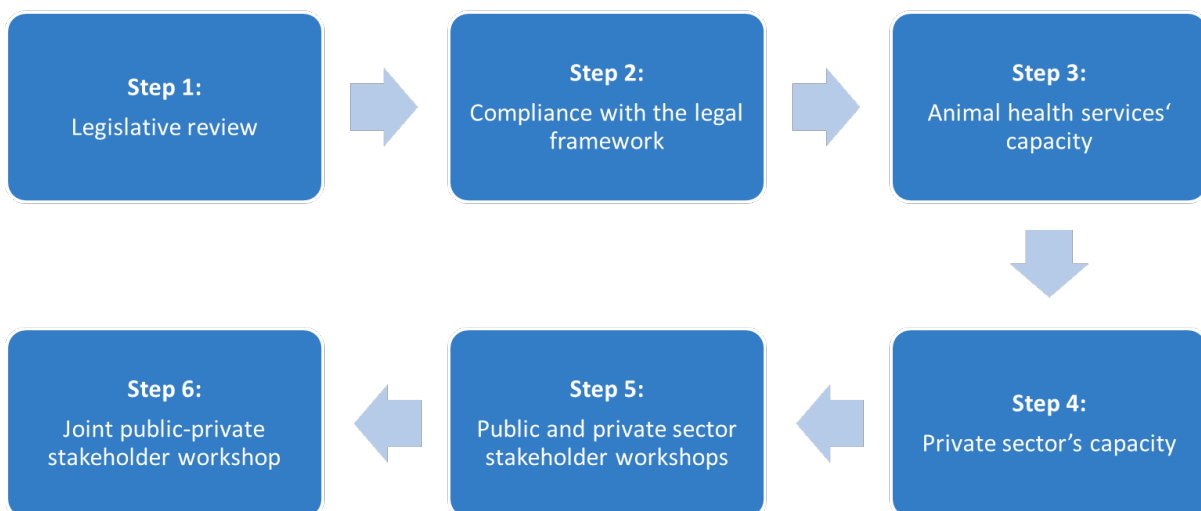 Step 1:
Legislative review
Step 2:
Compliance with the legal
framework
Step 3:
Animal health services‘
capacity
Step 4:
Private sector’s capacity
Step 5:
Public and private sector
stakeholder workshops
Step 6:
Joint public-private
stakeholder workshop